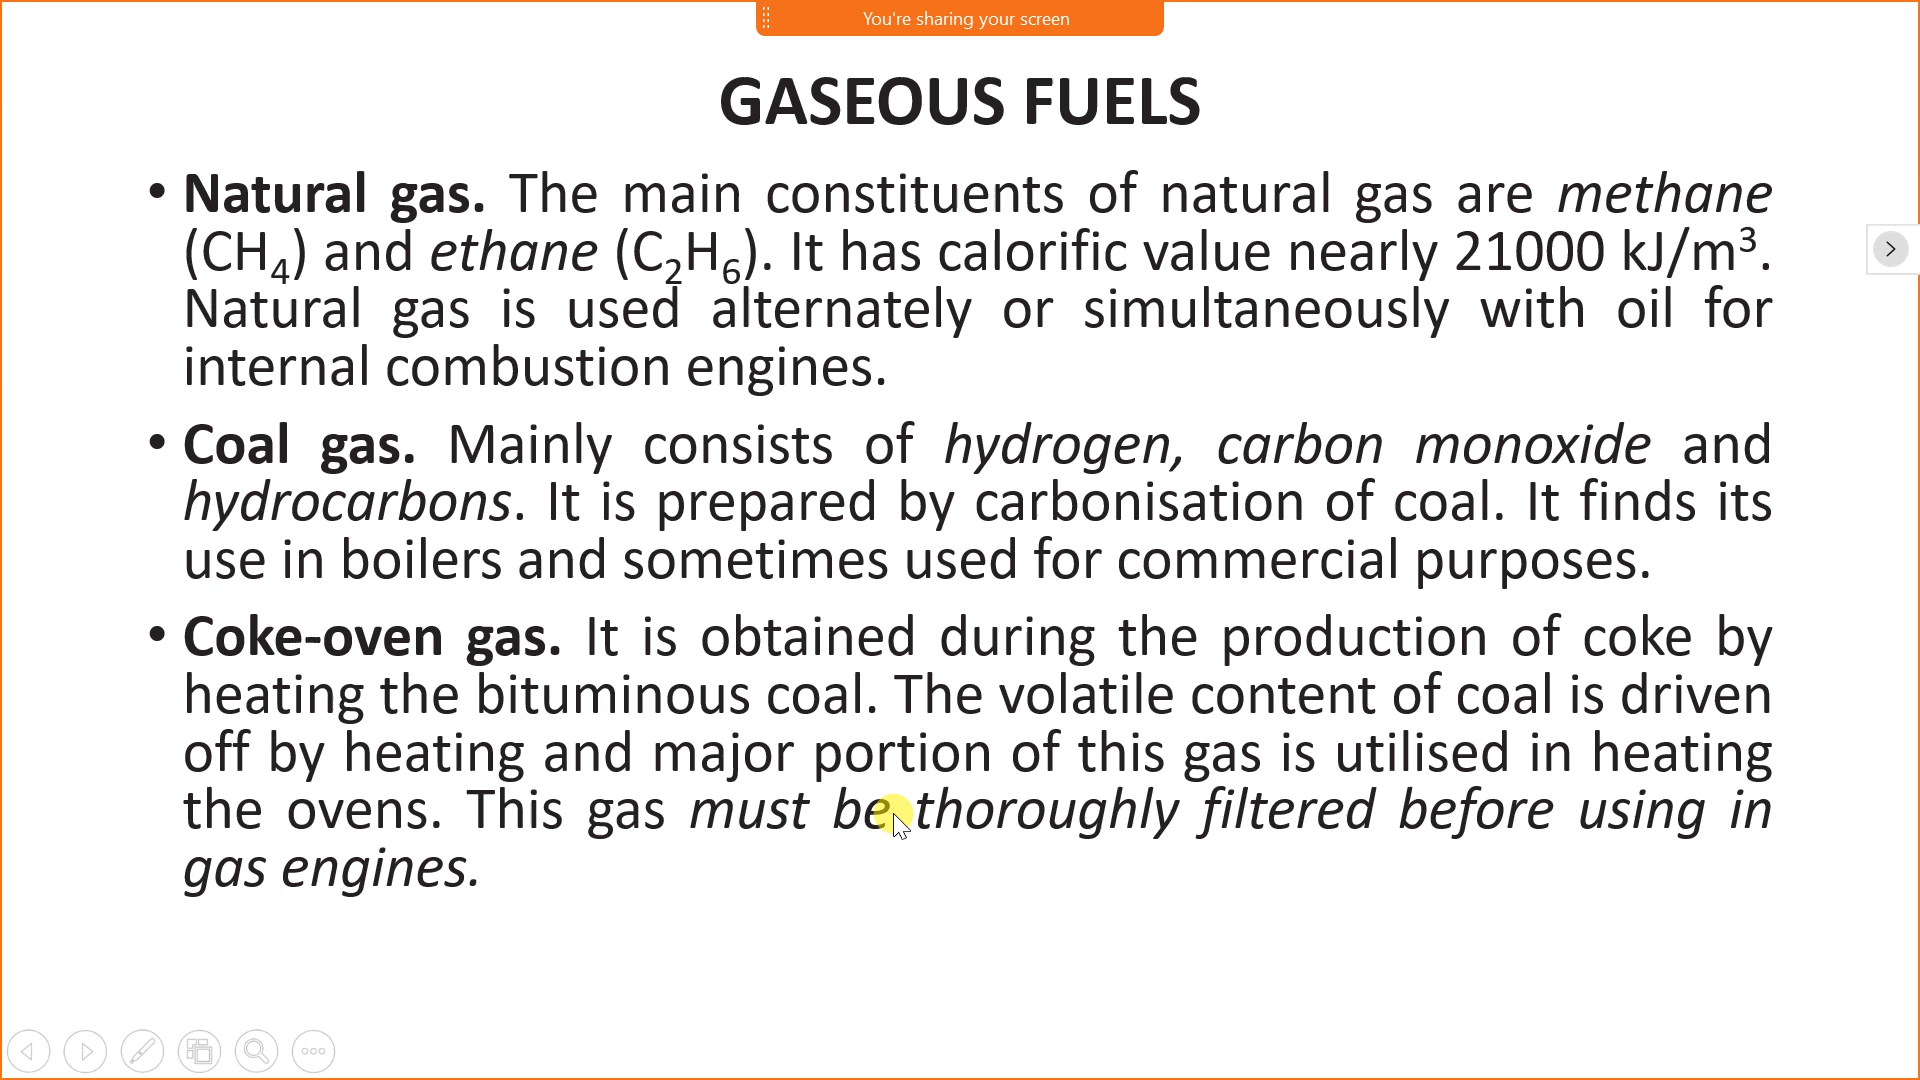 You're sharing your screen
GASEOUS FUELS
• Natural gas. The main constituents of natural gas are methane
(CH₄) and ethane (C₂H₆). It has calorific value nearly 21000 kJ/m³.
Natural gas is used alternately or simultaneously with oil for
internal combustion engines.
• Coal gas. Mainly consists of hydrogen, carbon monoxide and
hydrocarbons. It is prepared by carbonisation of coal. It finds its
use in boilers and sometimes used for commercial purposes.
• Coke-oven gas. It is obtained during the production of coke by
heating the bituminous coal. The volatile content of coal is driven
off by heating and major portion of this gas is utilised in heating
the ovens. This gas must be thoroughly filtered before using in
gas engines.